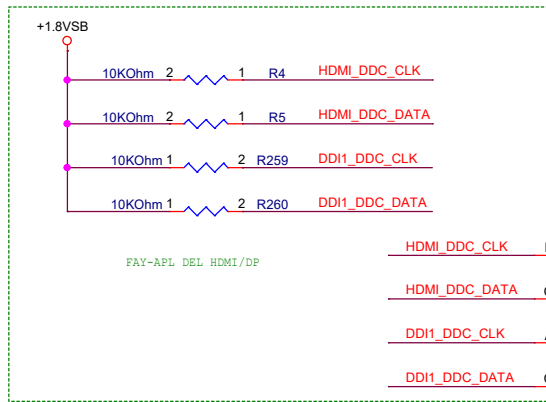 +1.8VSB
10KOhm 2 1 R4 HDMI_DDC_CLK
10KOhm 2 1 R5 HDMI_DDC_DATA
10KOhm 1 2 R259 DDI1_DDC_CLK
10KOhm 1 2 R260 DDI1_DDC_DATA
FAY-APL DEL HDMI/DP
HDMI_DDC_CLK
HDMI_DDC_DATA
DDI1_DDC_CLK
DDI1_DDC_DATA